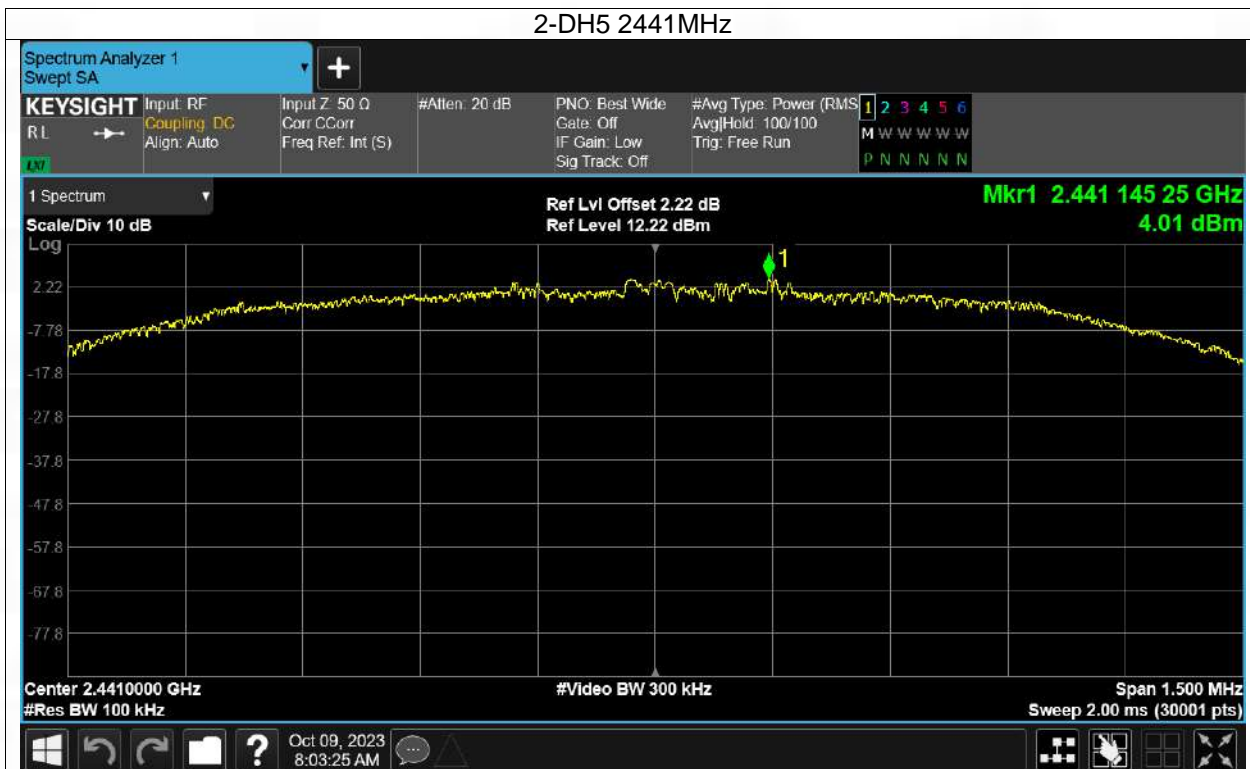 2-DH5 2441MHz
Spectrum Analyzer 1
Swept SA
+
KEYSIGHT
RL
LXI
Input: RF
Coupling: DC
Align: Auto
Input Z: 50 Ω
Corr CCorr
Freq Ref: Int (S)
#Atten: 20 dB
PNO: Best Wide
Gate: Off
IF Gain: Low
Sig Track: Off
#Avg Type: Power (RMS
Avg|Hold: 100/100
Trig: Free Run
1 2 3 4 5 6
M W W W W W
P N N N N N
1 Spectrum
Scale/Div 10 dB
Log
Ref Lvl Offset 2.22 dB
Ref Level 12.22 dBm
Mkr1 2.441 145 25 GHz
4.01 dBm
1
2.22
-7.78
-17.8
-27.8
-37.8
-47.8
-57.8
-67.8
-77.8
Center 2.4410000 GHz
#Res BW 100 kHz
#Video BW 300 kHz
Span 1.500 MHz
Sweep 2.00 ms (30001 pts)
?
Oct 09, 2023
8:03:25 AM